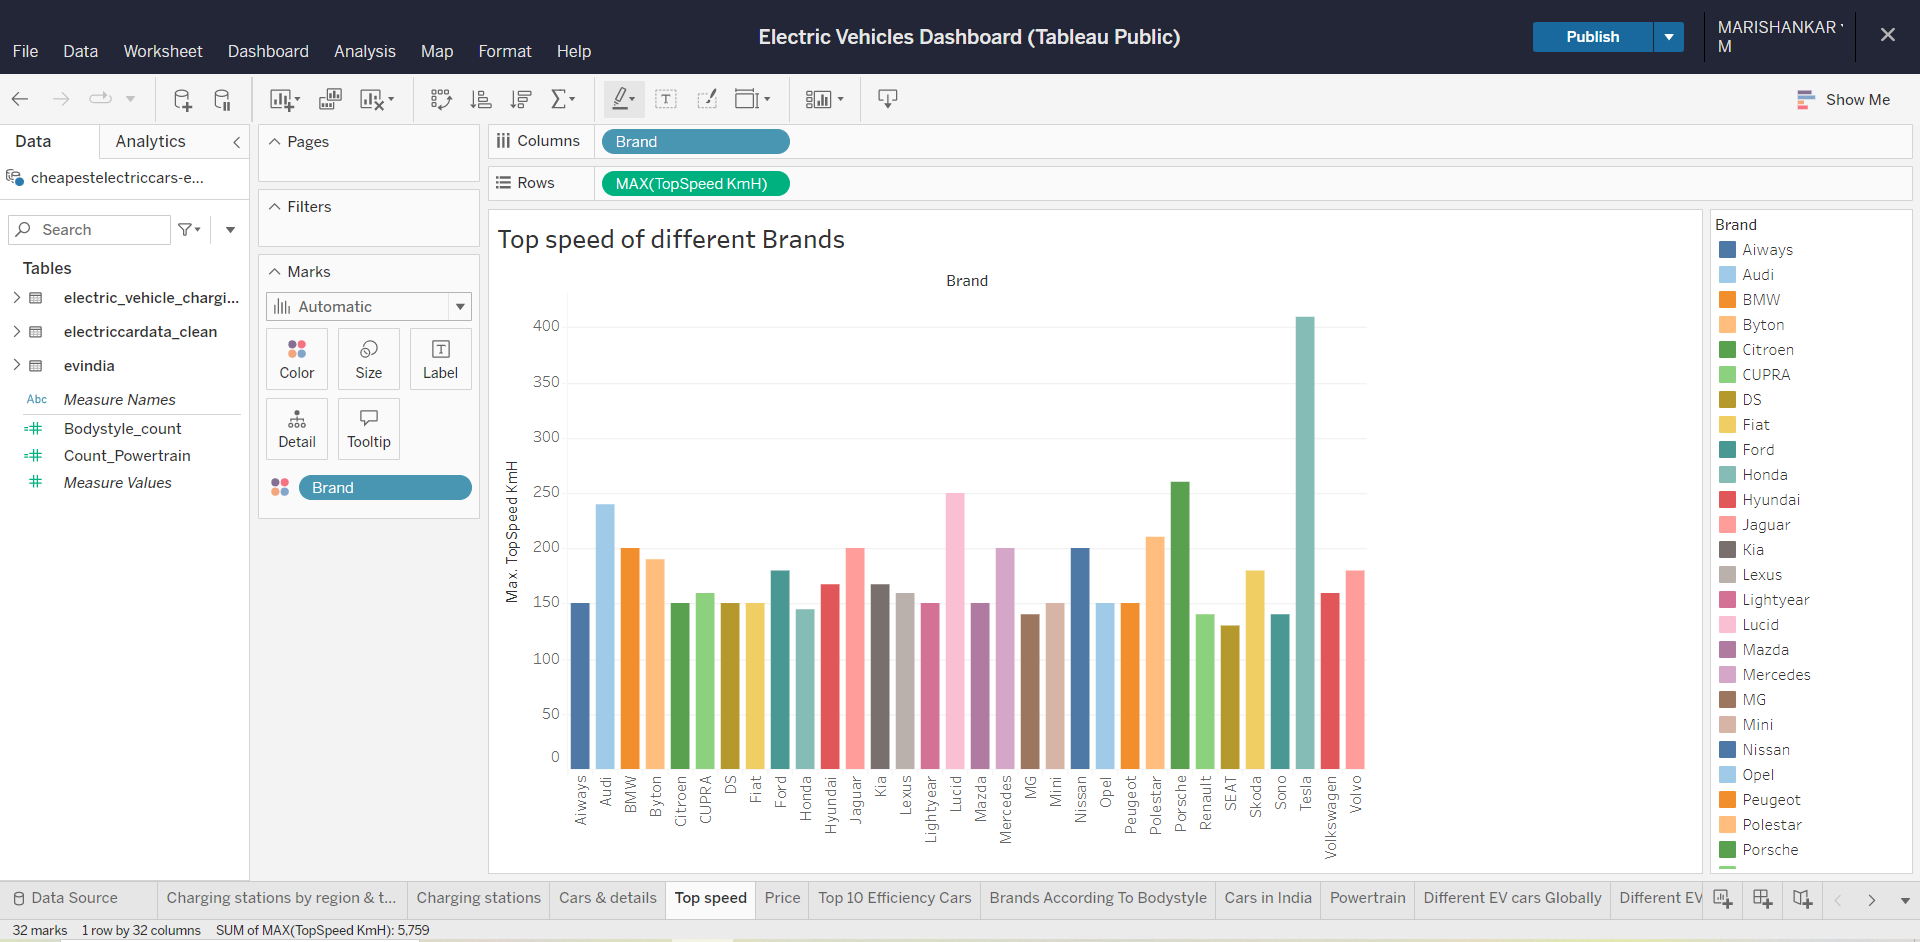 Electric Vehicles Dashboard (Tableau Public)
File Data Worksheet Dashboard Analysis Map Format Help
Publish
MARISHANKAR
M
Show Me
Data Analytics
cheapestelectriccars-e...
Search
Tables
electric_vehicle_chargi...
electriccardata_clean
evindia
Abc Measure Names
Bodystyle_count
Count_Powertrain
Measure Values
Pages
Filters
Marks
Automatic
Color Size Label
Detail Tooltip
Brand
Columns Brand
Rows MAX(TopSpeed KmH)
Top speed of different Brands
Brand
Max. TopSpeed KmH
400
350
300
250
200
150
100
50
0
Aiways
Audi
BMW
Byton
Citroen
CUPRA
DS
Fiat
Ford
Honda
Hyundai
Jaguar
Kia
Lexus
Lightyear
Lucid
Mazda
Mercedes
MG
Mini
Nissan
Opel
Peugeot
Polestar
Porsche
Renault
SEAT
Skoda
Sono
Tesla
Volkswagen
Volvo
Brand
Aiways
Audi
BMW
Byton
Citroen
CUPRA
DS
Fiat
Ford
Honda
Hyundai
Jaguar
Kia
Lexus
Lightyear
Lucid
Mazda
Mercedes
MG
Mini
Nissan
Opel
Peugeot
Polestar
Porsche
Data Source Charging stations by region & t... Charging stations Cars & details Top speed Price Top 10 Efficiency Cars Brands According To Bodystyle Cars in India Powertrain Different EV cars Globally Different EV
32 marks 1 row by 32 columns SUM of MAX(TopSpeed KmH): 5,759